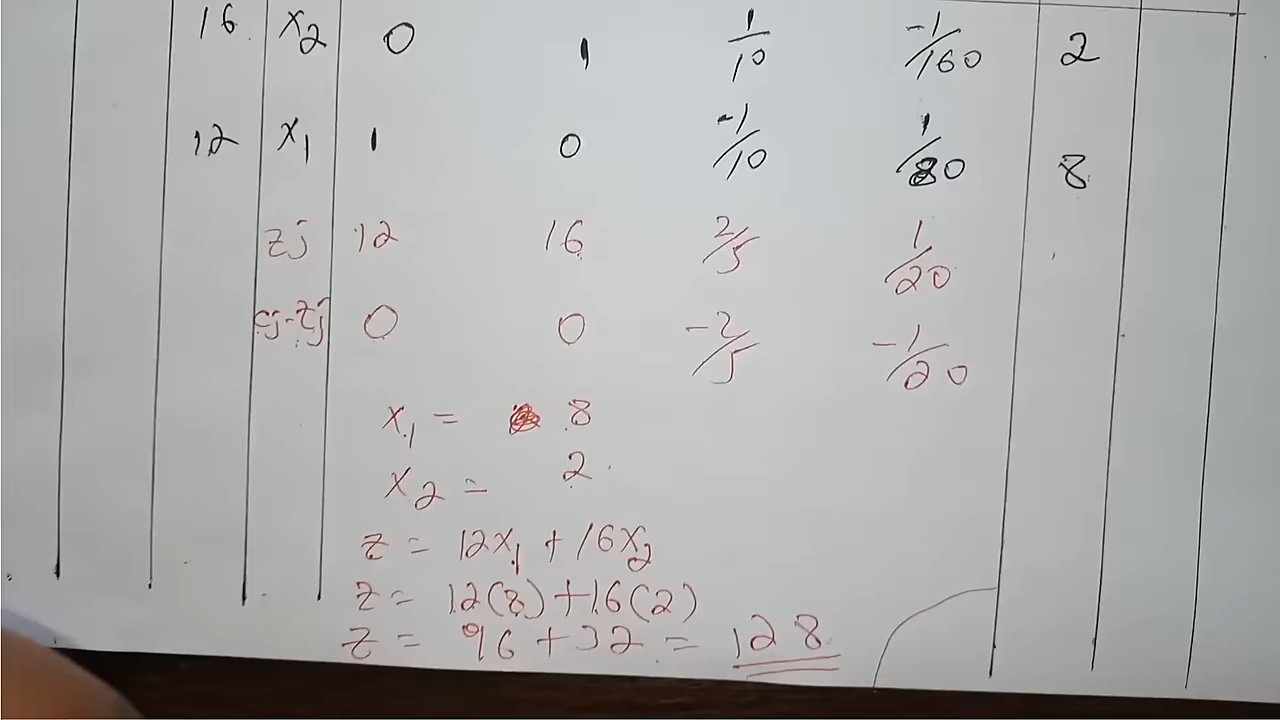 16 x2 0 1 1/10 -1/160 2
12 x1 1 0 -1/10 1/80 8
zj 12 16 2/5 1/20
cj-zj 0 0 -2/5 -1/20
x1 = 8
x2 = 2
z = 12x1 + 16x2
z = 12(8)+16(2)
z = 96 + 32 = 128